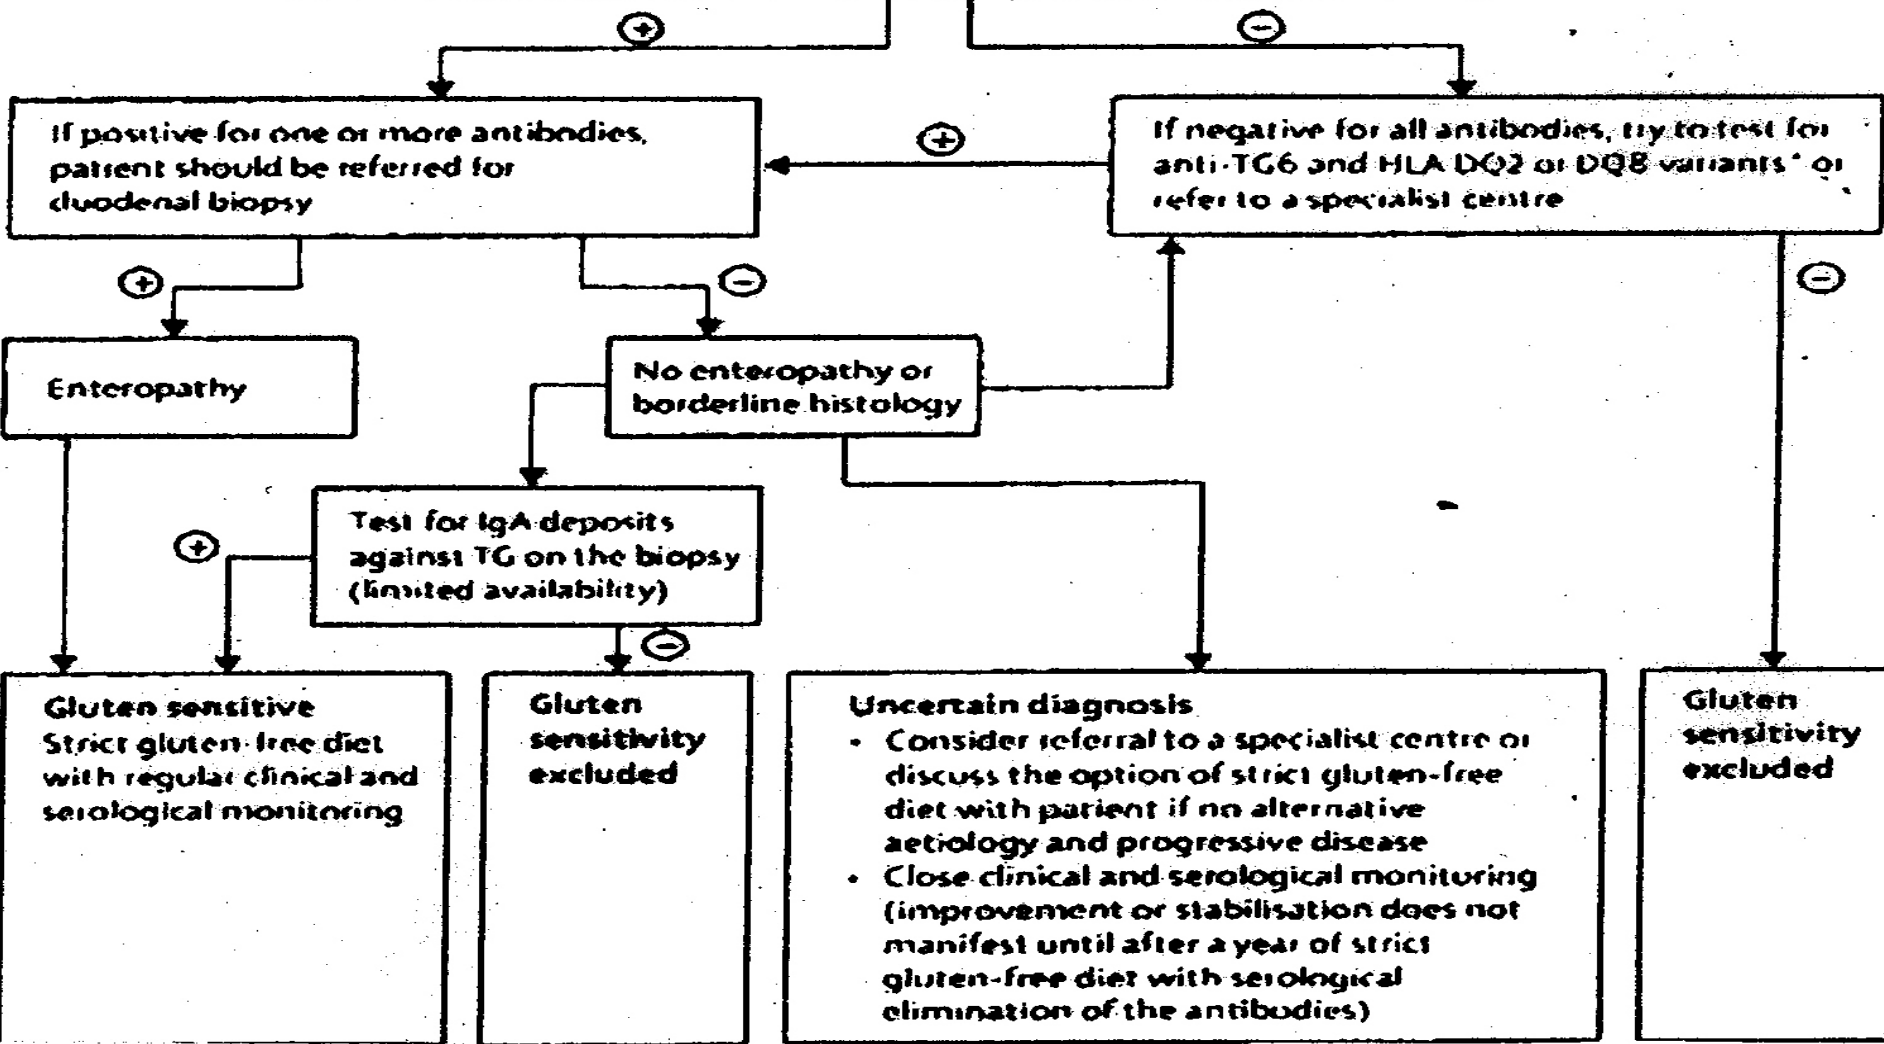 +
−
If positive for one or more antibodies,
patient should be referred for
duodenal biopsy
+
If negative for all antibodies, try to test for
anti-TG6 and HLA DQ2 or DQ8 variants* or
refer to a specialist centre
+
−
−
Enteropathy
No enteropathy or
borderline histology
Test for IgA deposits
against TG on the biopsy
(limited availability)
+
−
Gluten sensitive
Strict gluten-free diet
with regular clinical and
serological monitoring
Gluten
sensitivity
excluded
Uncertain diagnosis
• Consider referral to a specialist centre or
discuss the option of strict gluten-free
diet with patient if no alternative
aetiology and progressive disease
• Close clinical and serological monitoring
(improvement or stabilisation does not
manifest until after a year of strict
gluten-free diet with serological
elimination of the antibodies)
Gluten
sensitivity
excluded